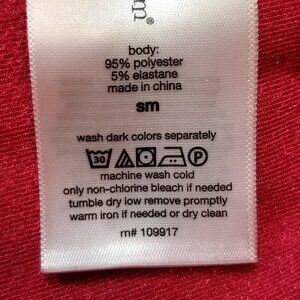 m®
body:
95% polyester
5% elastane
made in china
sm
wash dark colors separately
30 P
machine wash cold
only non-chlorine bleach if needed
tumble dry low remove promptly
warm iron if needed or dry clean
rn# 109917